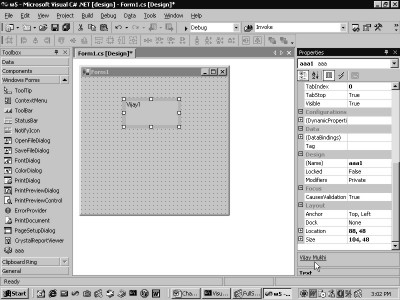 w5 - Microsoft Visual C# .NET [design] - Form1.cs [Design]*
File Edit View Project Build Debug Data Tools Window Help
Debug
Invoke
Toolbox
Form1.cs [Design]*
Properties
Data
Components
Windows Forms
ToolTip
ContextMenu
ToolBar
StatusBar
NotifyIcon
OpenFileDialog
SaveFileDialog
FontDialog
ColorDialog
PrintDialog
PrintPreviewDialog
PrintPreviewControl
ErrorProvider
PrintDocument
PageSetupDialog
CrystalReportViewer
aaa
Clipboard Ring
General
Form1
Vijay1
aaa1 aaa
TabIndex 0
TabStop True
Visible True
Configurations
(DynamicProperti
Data
(DataBindings)
Tag
Design
(Name) aaa1
Locked False
Modifiers Private
Focus
CausesValidation True
Layout
Anchor Top, Left
Dock None
Location 88, 48
Size 104, 48
Vijay Mukhi
Text
Ready
Start
Cha
Visu
FullS
w5 -
3:02 PM